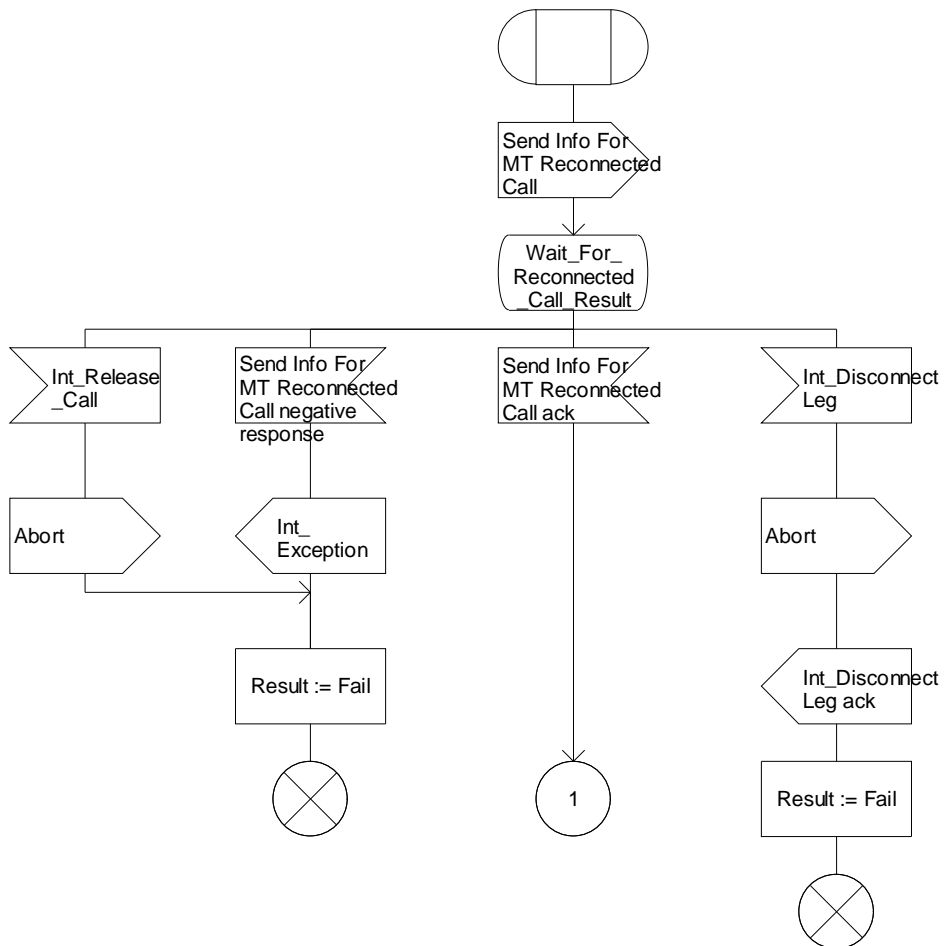 Send Info For
MT Reconnected
Call
Wait_For_
Reconnected
_Call_Result
Int_Release
_Call
Send Info For
MT Reconnected
Call negative
response
Send Info For
MT Reconnected
Call ack
Int_Disconnect
Leg
Abort
Int_
Exception
Abort
Result := Fail
Int_Disconnect
Leg ack
1
Result := Fail